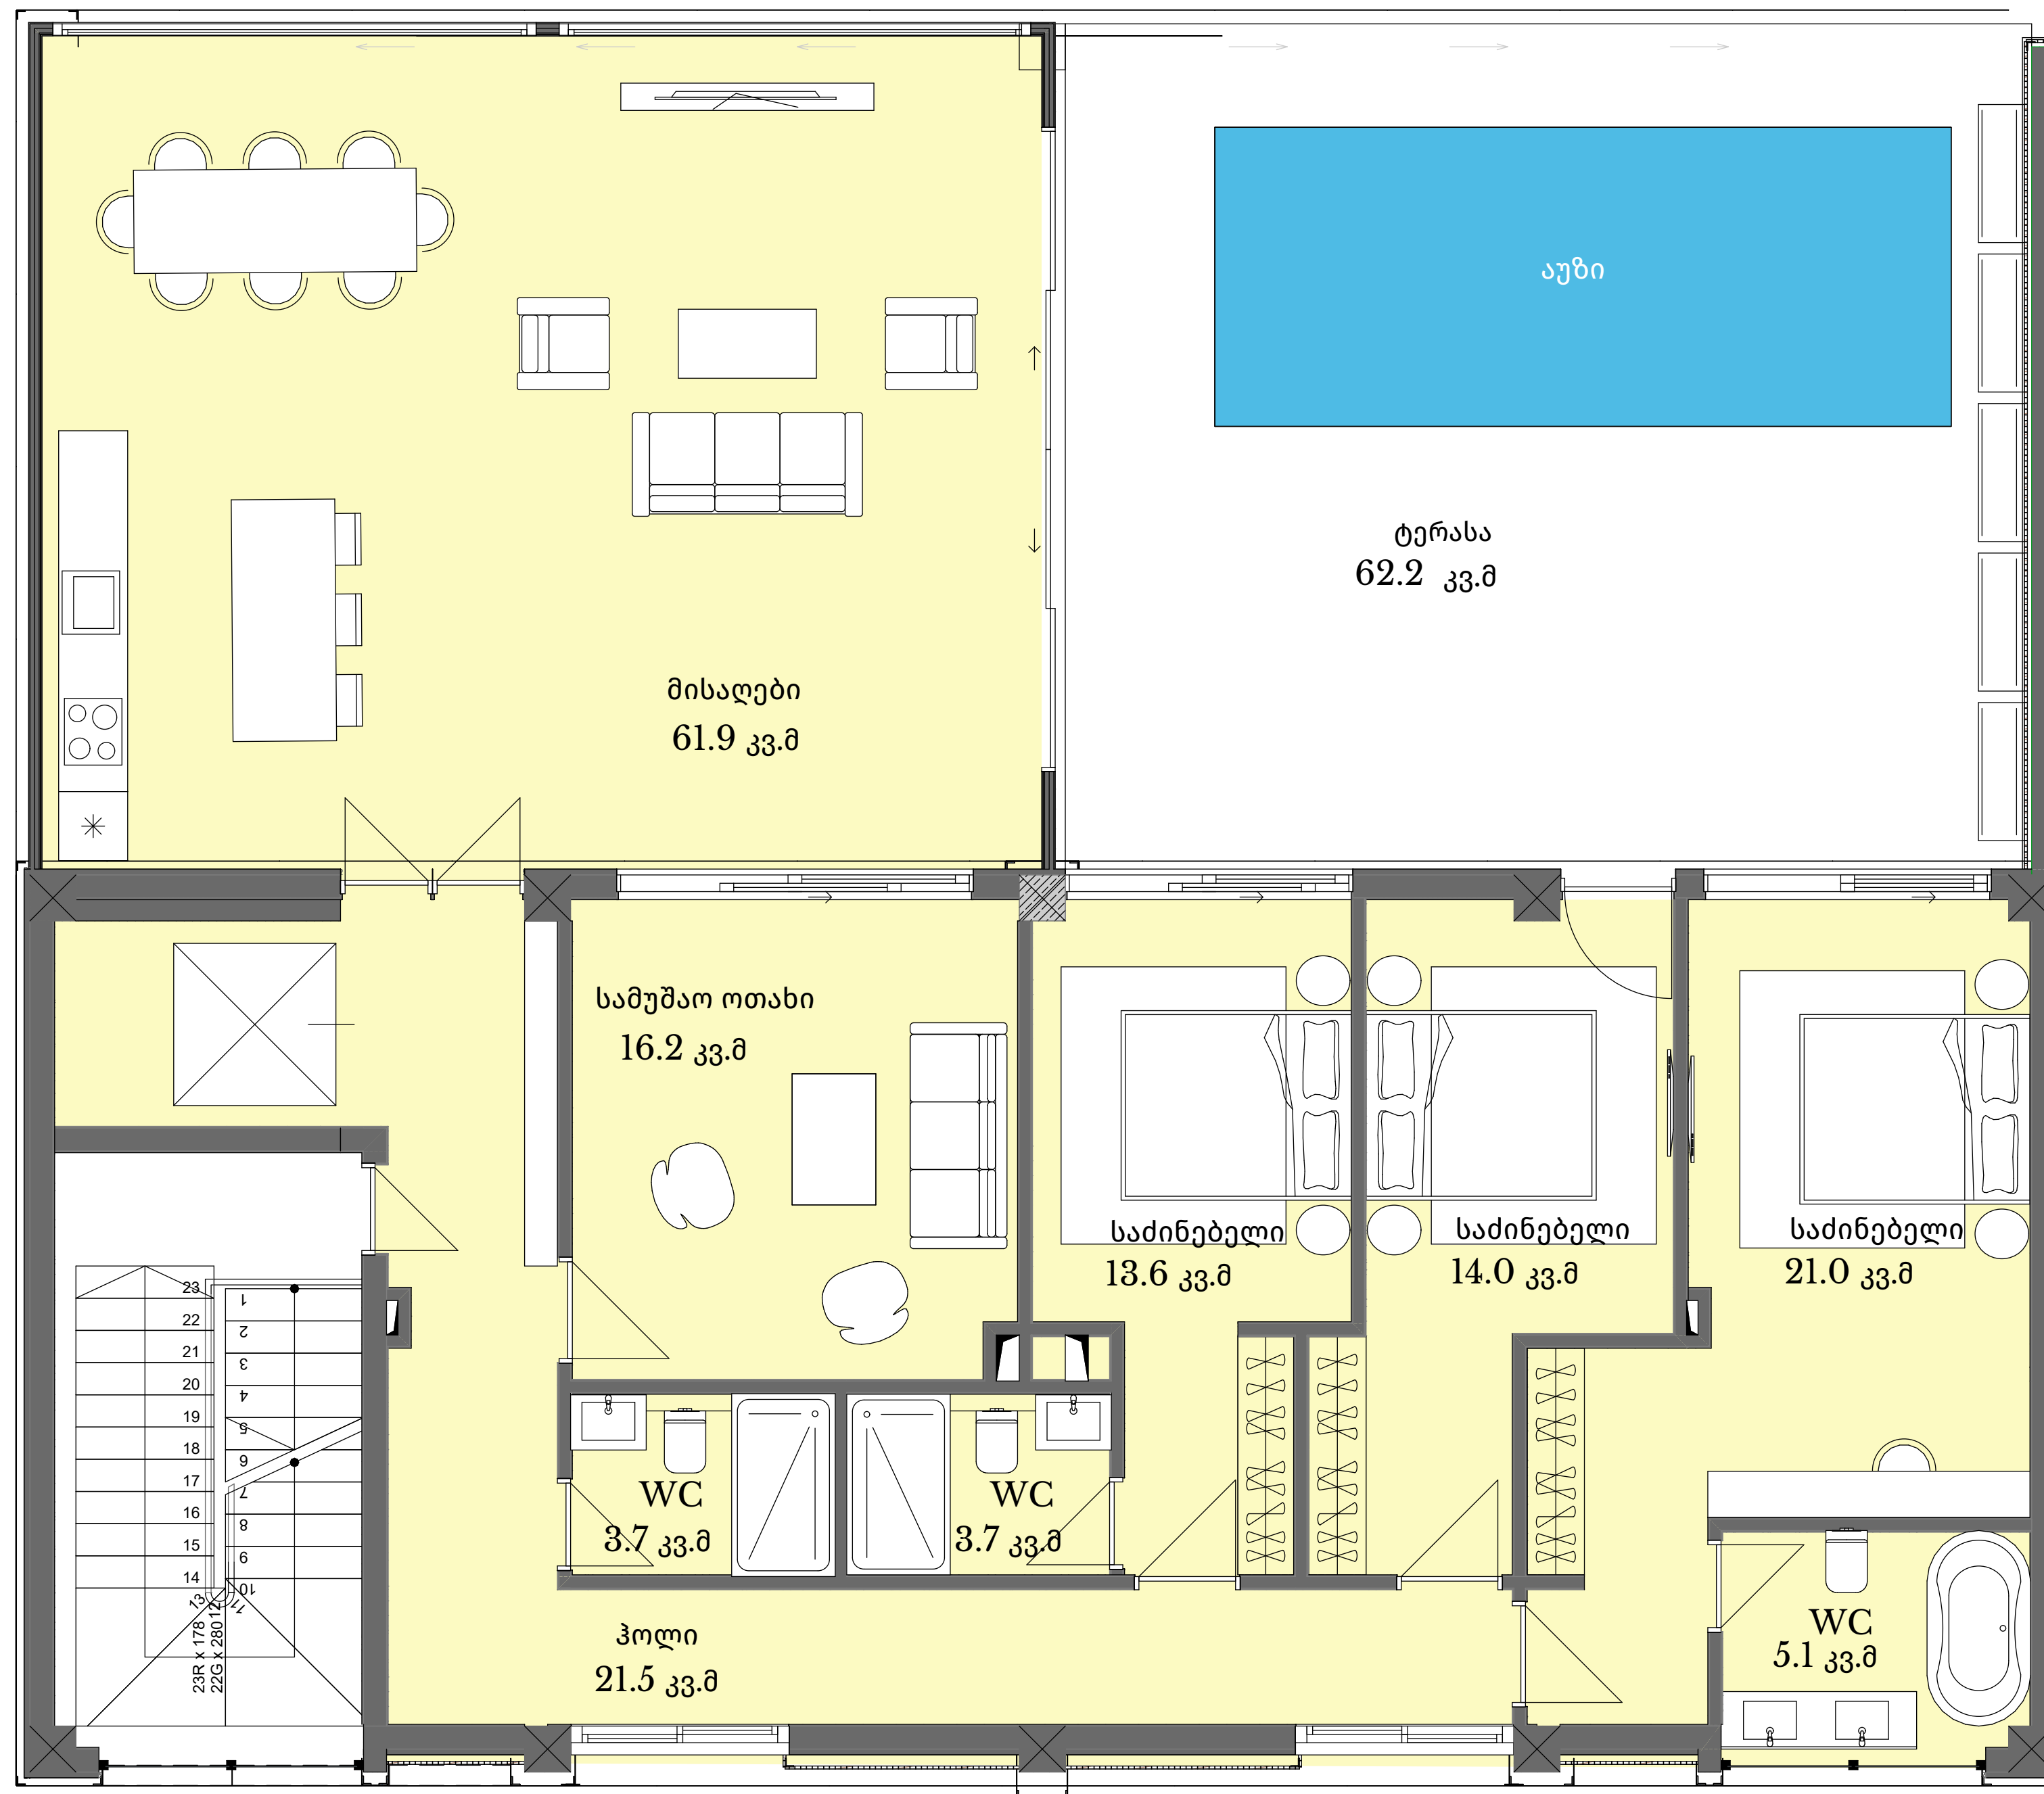 აუზი
ტერასა
62.2 კვ.მ
მისაღები
61.9 კვ.მ
სამუშაო ოთახი
16.2 კვ.მ
საძინებელი
13.6 კვ.მ
საძინებელი
14.0 კვ.მ
საძინებელი
21.0 კვ.მ
23
22
21
20
19
18
17
16
15
14
13
12
11
10
9
8
7
6
5
4
3
2
1
23R x 178
22G x 280
WC
3.7 კვ.მ
WC
3.7 კვ.მ
WC
5.1 კვ.მ
ჰოლი
21.5 კვ.მ